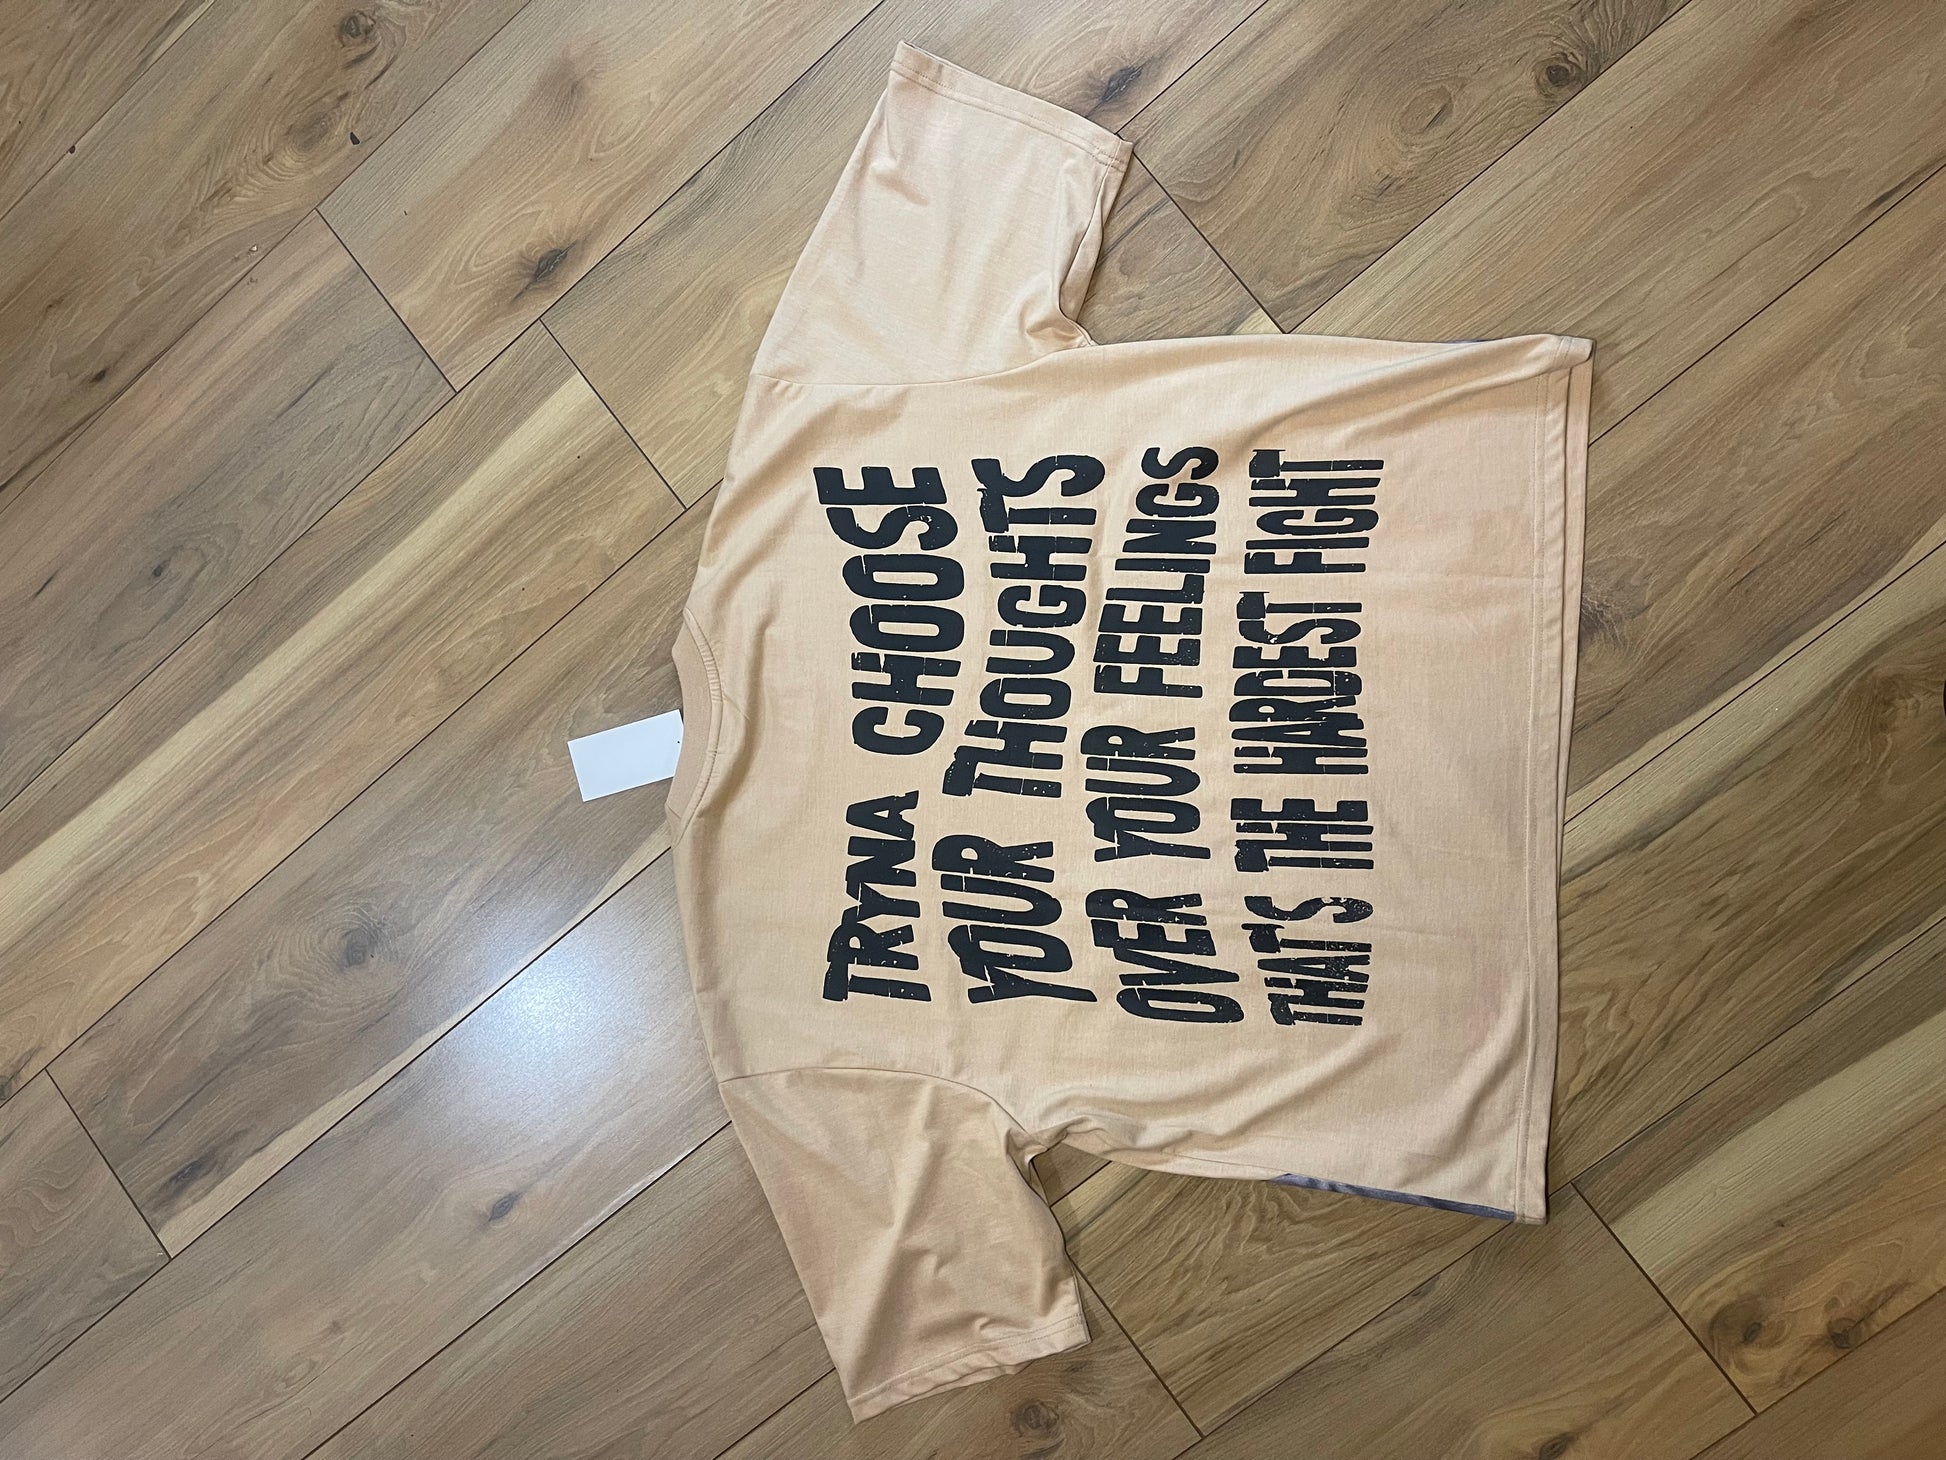 TRYNA CHOOSE
YOUR THOUGHTS
OVER YOUR FEELINGS
THAT'S THE HARDEST FIGHT